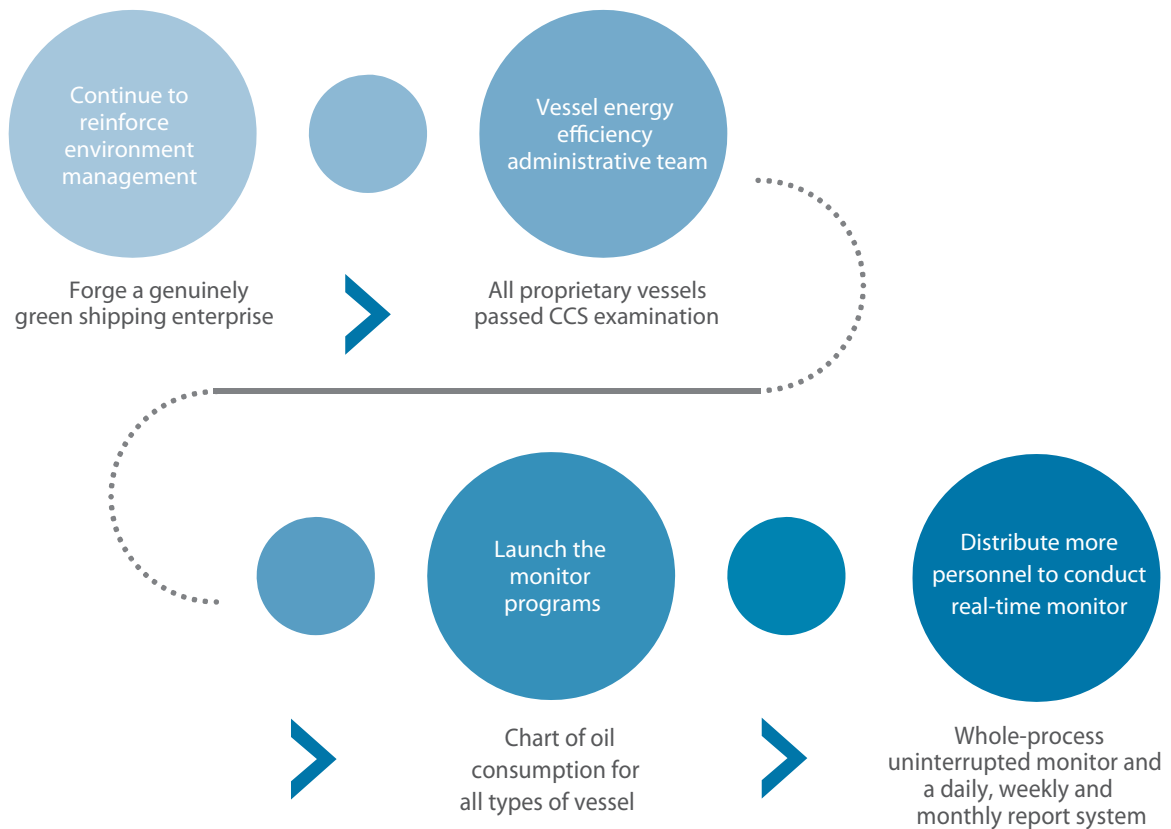 Continue to
reinforce
environment
management
Forge a genuinely
green shipping enterprise
Vessel energy
efficiency
administrative team
All proprietary vessels
passed CCS examination
Launch the
monitor
programs
Chart of oil
consumption for
all types of vessel
Distribute more
personnel to conduct
real-time monitor
Whole-process
uninterrupted monitor and
a daily, weekly and
monthly report system